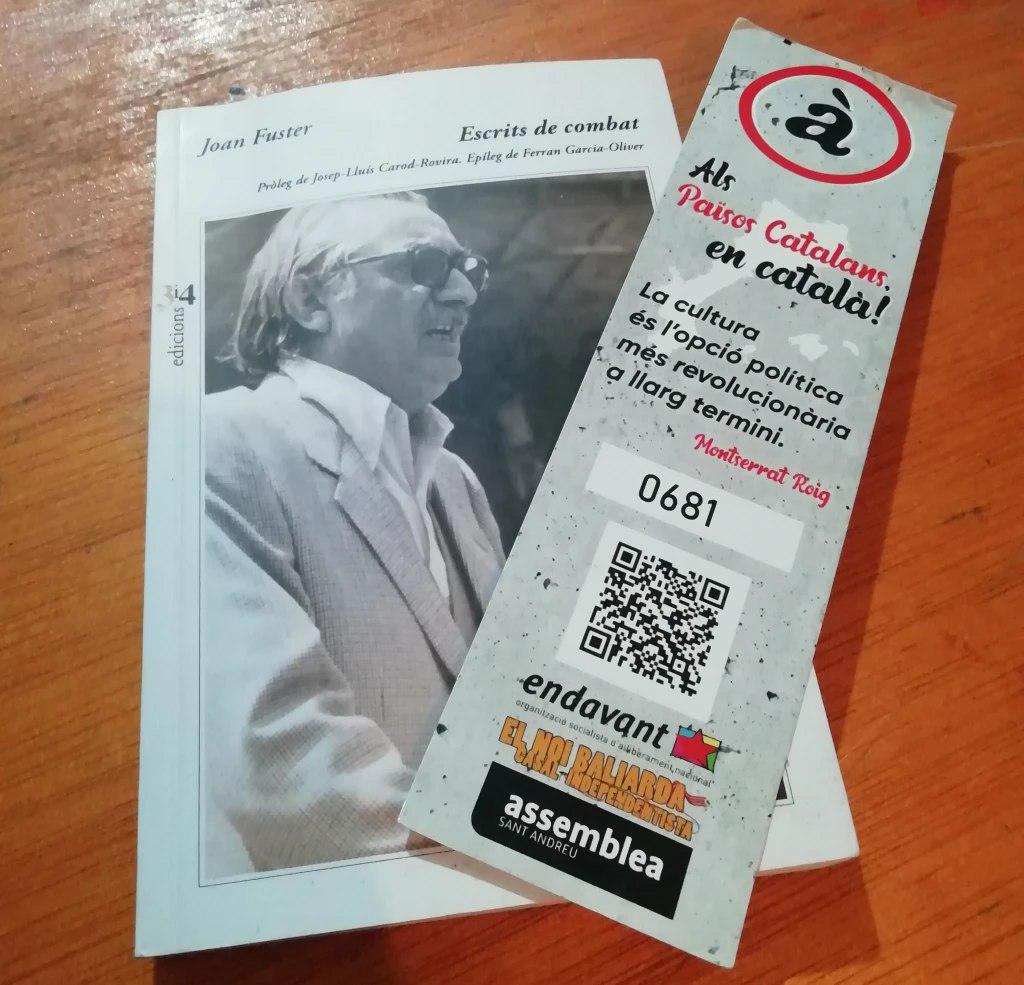 Joan Fuster
Escrits de combat
Pròleg de Josep-Lluís Carod-Rovira. Epíleg de Ferran Garcia-Oliver
3i4
edicions
à
Als
Països Catalans,
en català!
La cultura
és l'opció política
més revolucionària
a llarg termini.
Montserrat Roig
0681
endavant
organització socialista d'alliberament nacional
EL NOI BALIARDA
CASAL INDEPENDENTISTA
assemblea
SANT ANDREU